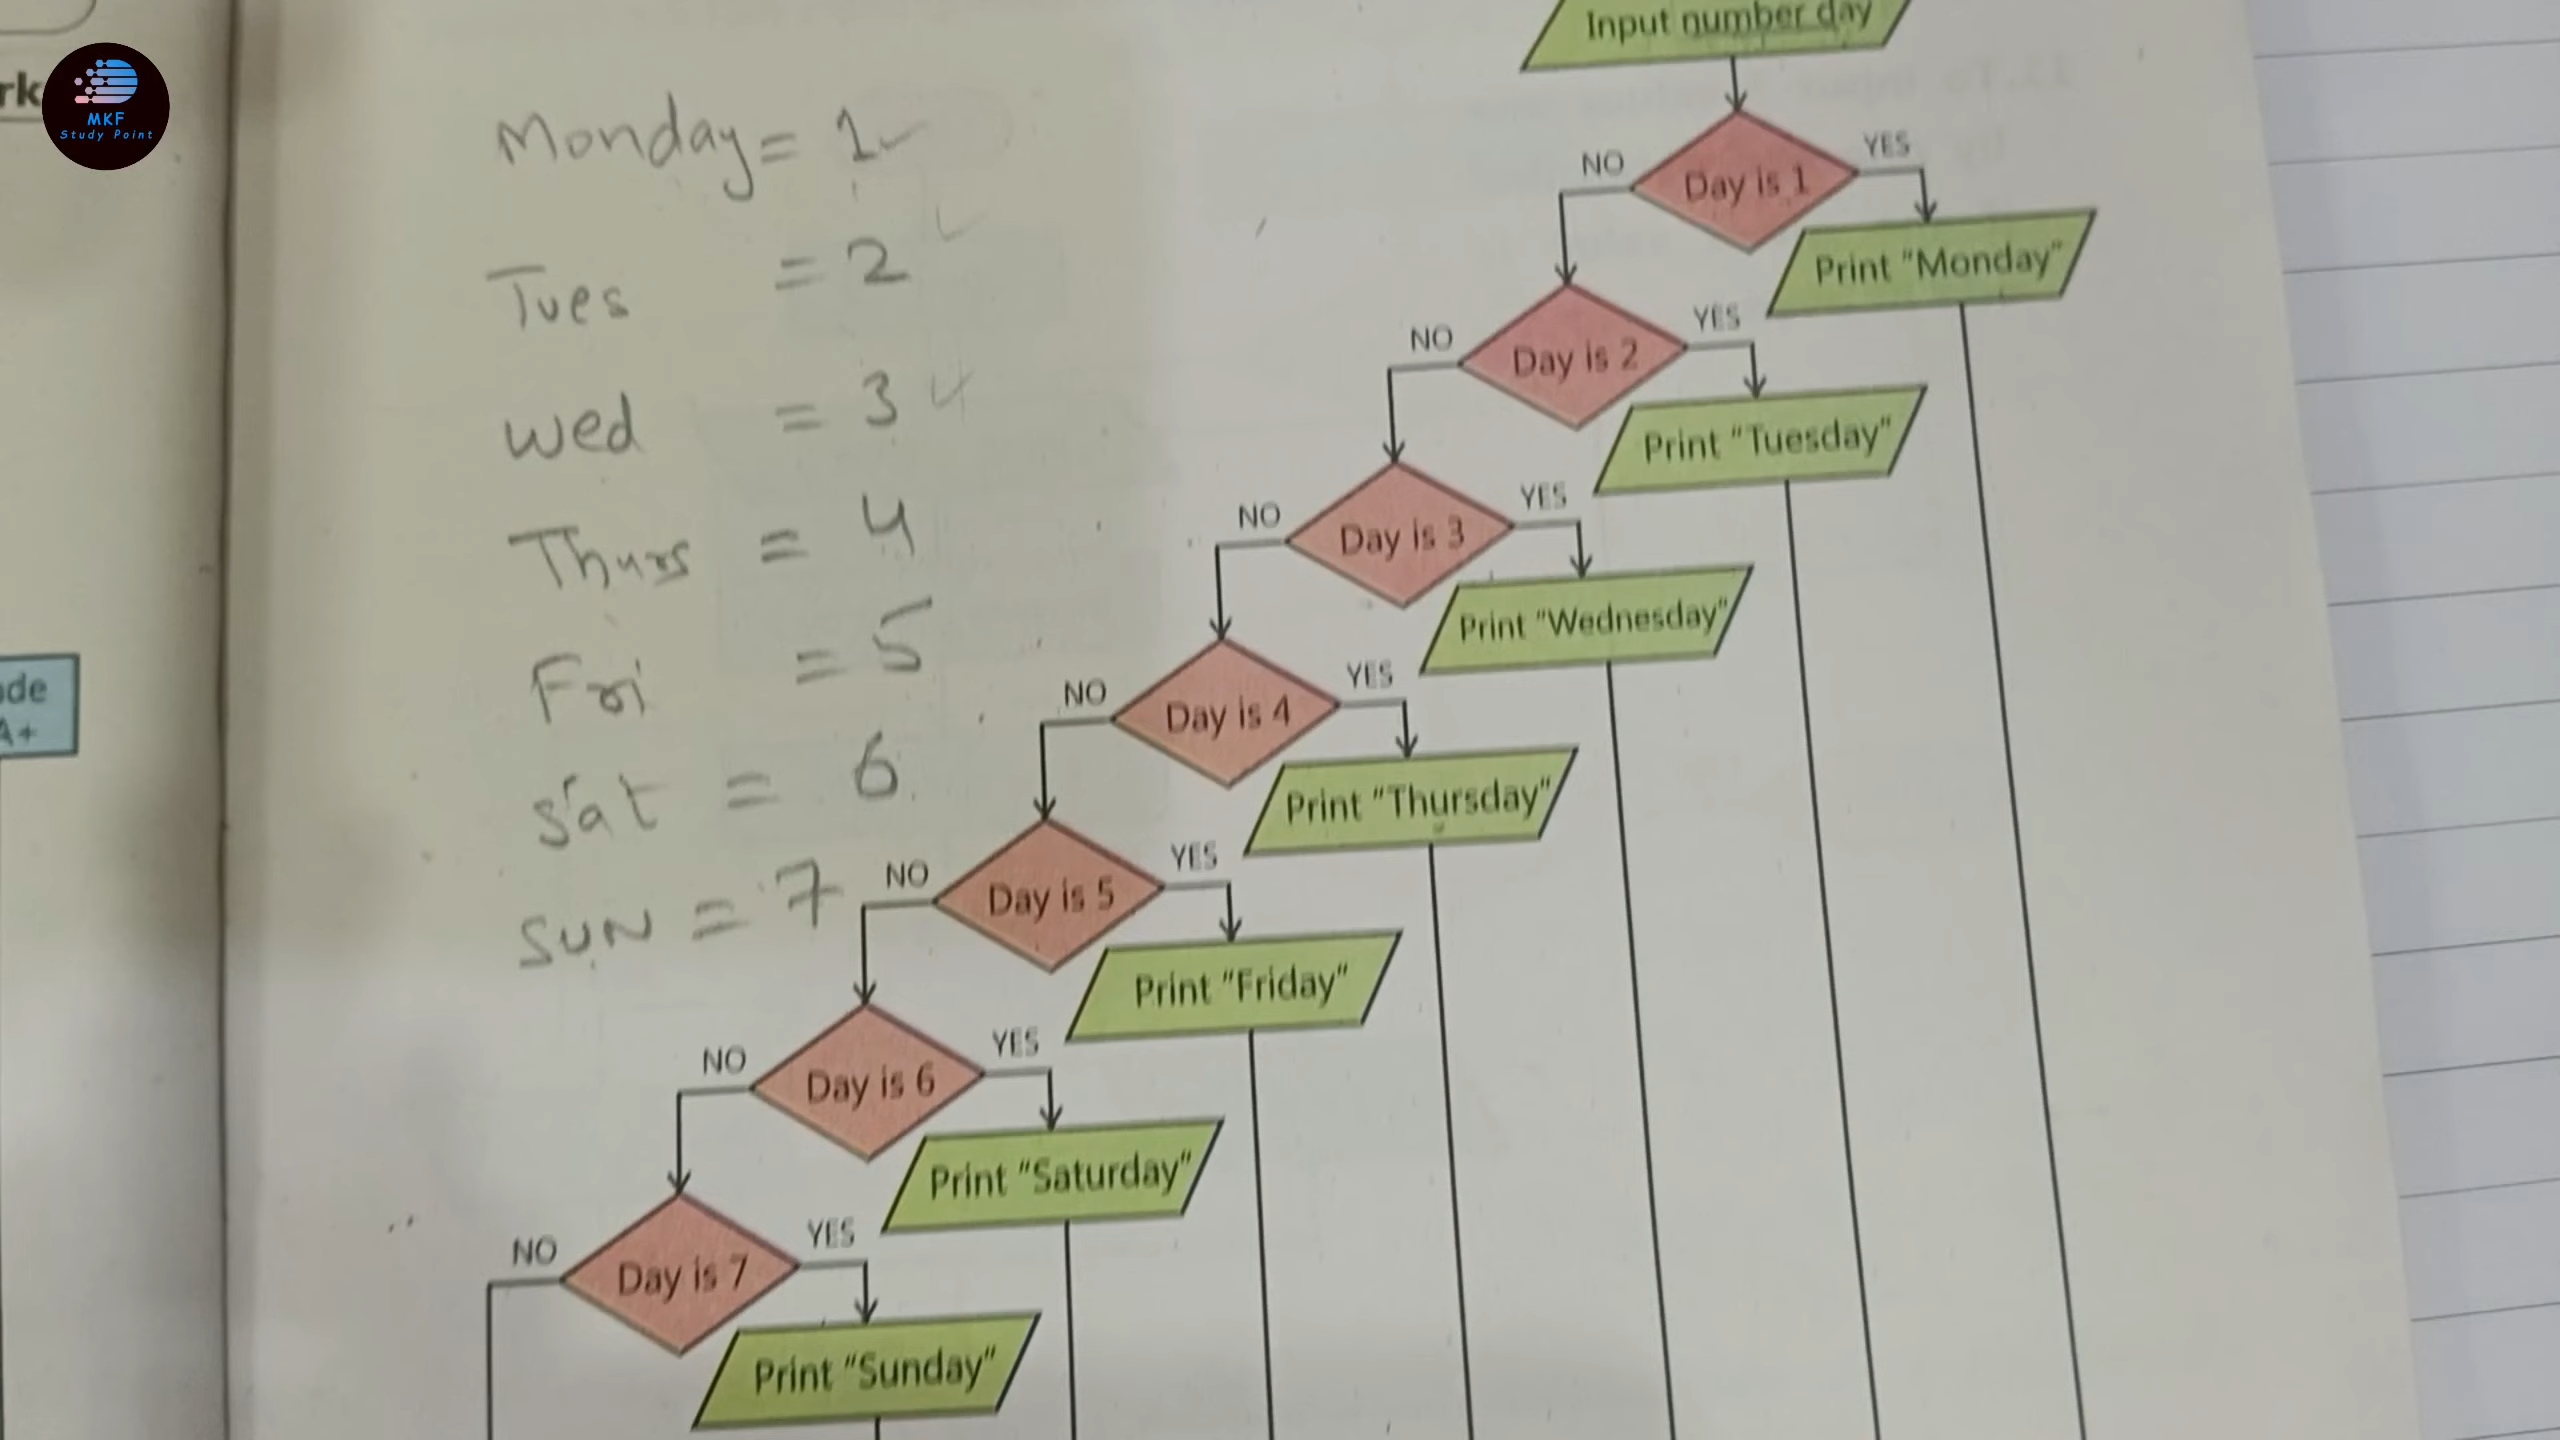 rk
MKF
Study Point
Monday = 1
Tues = 2
wed = 3
Thurs = 4
Fri = 5
Sat = 6
SUN = 7
ade
A+
Input number day
NO
Day is 1
YES
Print "Monday"
NO
Day is 2
YES
Print "Tuesday"
NO
Day is 3
YES
Print "Wednesday"
NO
Day is 4
YES
Print "Thursday"
NO
Day is 5
YES
Print "Friday"
NO
Day is 6
YES
Print "Saturday"
NO
Day is 7
YES
Print "Sunday"